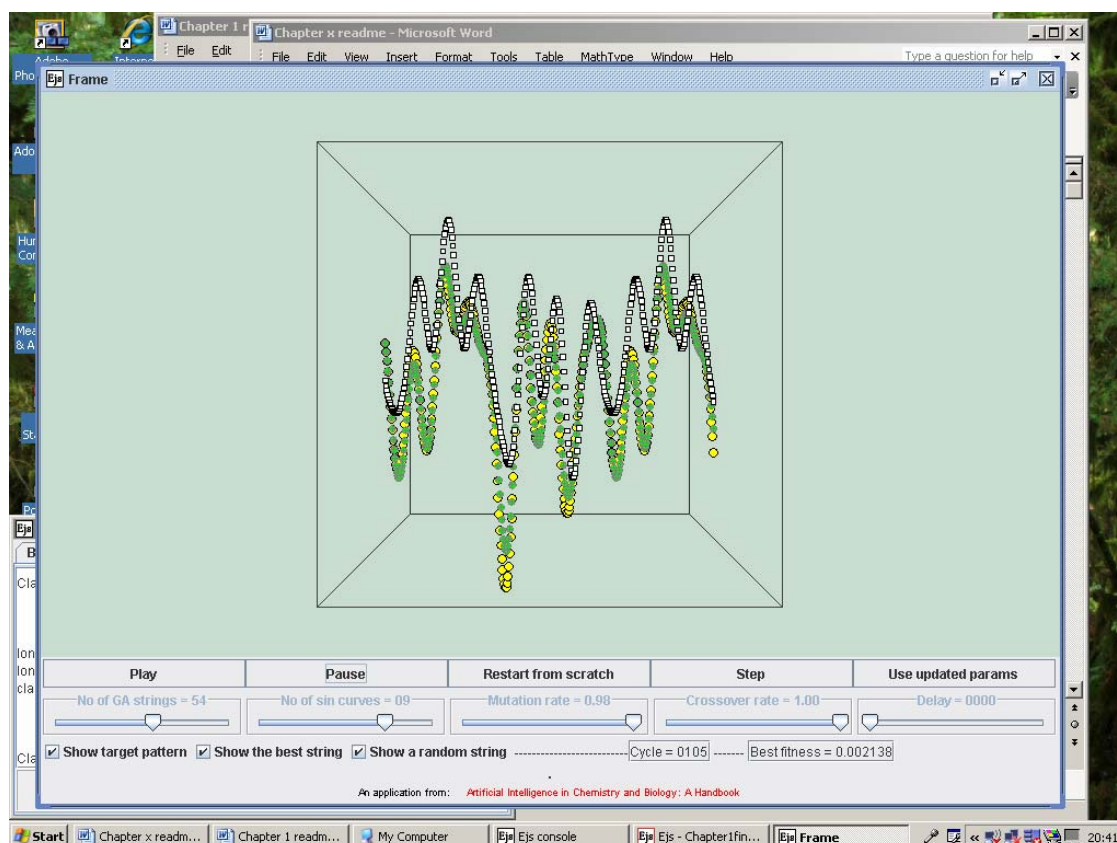 Chapter 1 r
Chapter x readme - Microsoft Word
File Edit
File Edit View Insert Format Tools Table MathType Window Help
Type a question for help
Ejs Frame
Play
Pause
Restart from scratch
Step
Use updated params
No of GA strings = 54
No of sin curves = 09
Mutation rate = 0.98
Crossover rate = 1.00
Delay = 0000
Show target pattern Show the best string Show a random string Cycle = 0105 Best fitness = 0.002138
An application from: Artificial Intelligence in Chemistry and Biology: A Handbook
Start Chapter x readm... Chapter 1 readm... My Computer Ejs console Ejs - Chapter1fin... Frame 20:41